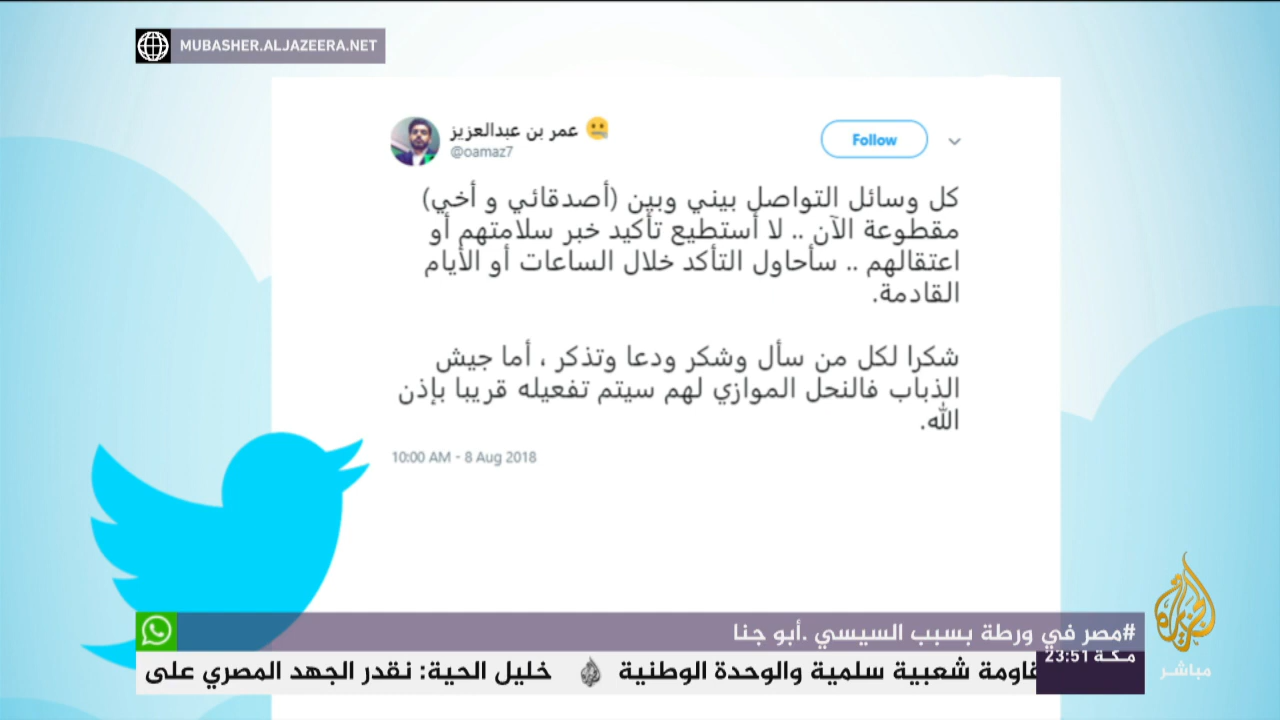 MUBASHER.ALJAZEERA.NET
عمر بن عبدالعزيز 🤐
@oamaz7
Follow
كل وسائل التواصل بيني وبين (أصدقائي و أخي)
مقطوعة الآن .. لا أستطيع تأكيد خبر سلامتهم أو
اعتقالهم .. سأحاول التأكد خلال الساعات أو الأيام
القادمة.
شكرا لكل من سأل وشكر ودعا وتذكر ، أما جيش
الذباب فالنحل الموازي لهم سيتم تفعيله قريبا بإذن
الله.
10:00 AM - 8 Aug 2018
#مصر في ورطة بسبب السيسي .أبو جنا
مكة 23:51
الجزيرة
مباشر
قاومة شعبية سلمية والوحدة الوطنية
خليل الحية: نقدر الجهد المصري على